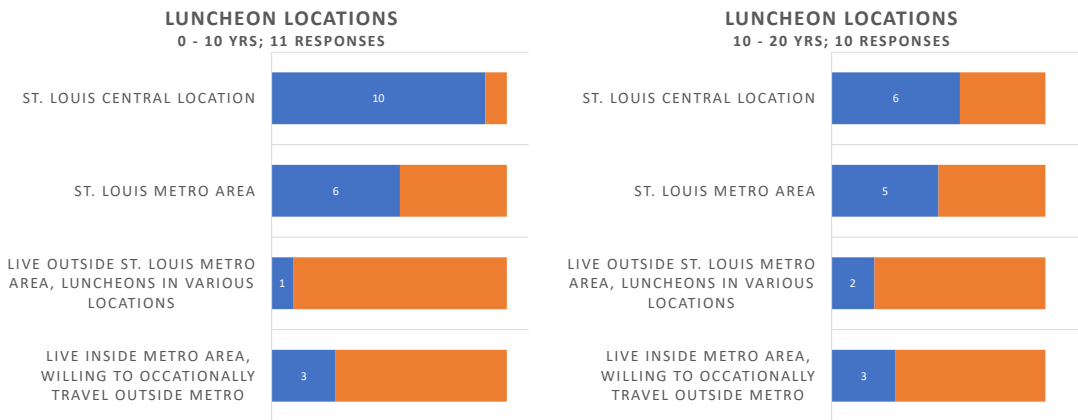 LUNCHEON LOCATIONS
0 - 10 YRS; 11 RESPONSES
ST. LOUIS CENTRAL LOCATION
10
ST. LOUIS METRO AREA
6
LIVE OUTSIDE ST. LOUIS METRO
AREA, LUNCHEONS IN VARIOUS
LOCATIONS
1
LIVE INSIDE METRO AREA,
WILLING TO OCCATIONALLY
TRAVEL OUTSIDE METRO
3
LUNCHEON LOCATIONS
10 - 20 YRS; 10 RESPONSES
ST. LOUIS CENTRAL LOCATION
6
ST. LOUIS METRO AREA
5
LIVE OUTSIDE ST. LOUIS METRO
AREA, LUNCHEONS IN VARIOUS
LOCATIONS
2
LIVE INSIDE METRO AREA,
WILLING TO OCCATIONALLY
TRAVEL OUTSIDE METRO
3